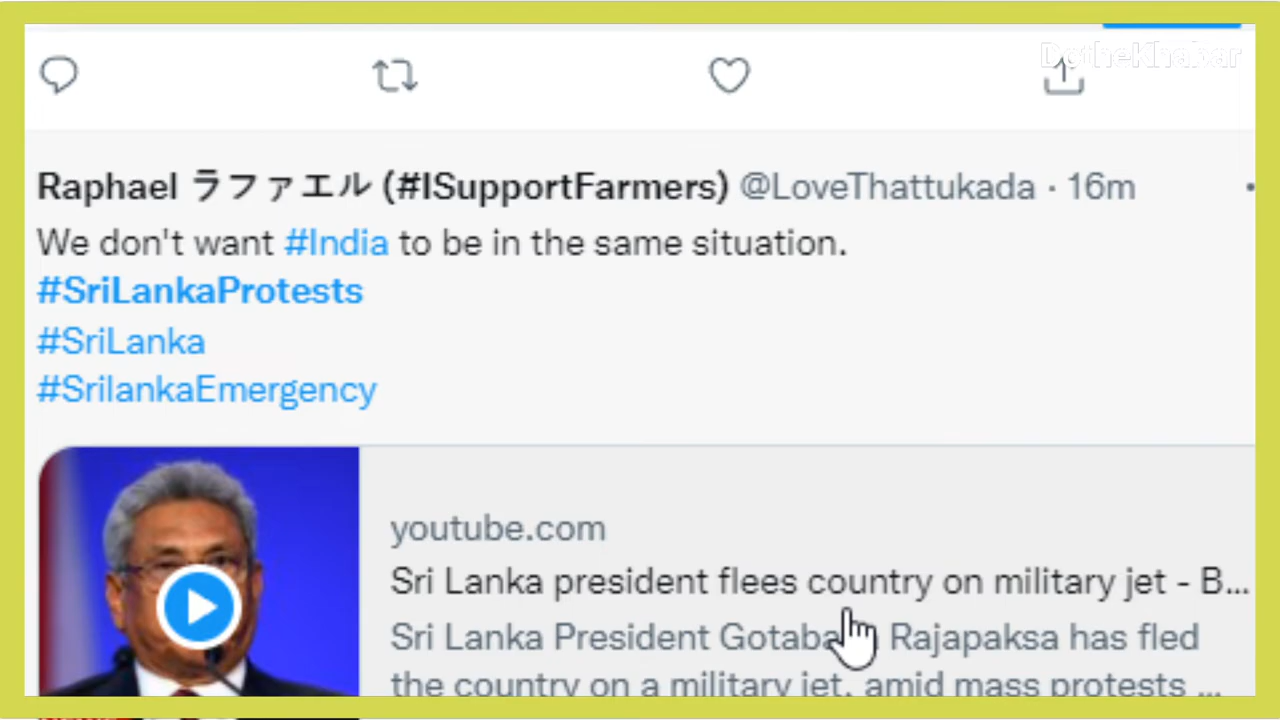 DotheKhabar
Raphael ラファエル (#ISupportFarmers) @LoveThattukada · 16m
We don't want #India to be in the same situation.
#SriLankaProtests
#SriLanka
#SrilankaEmergency
youtube.com
Sri Lanka president flees country on military jet - B...
Sri Lanka President Rajapaksa has fled
the country on a military jet, amid mass protests ...